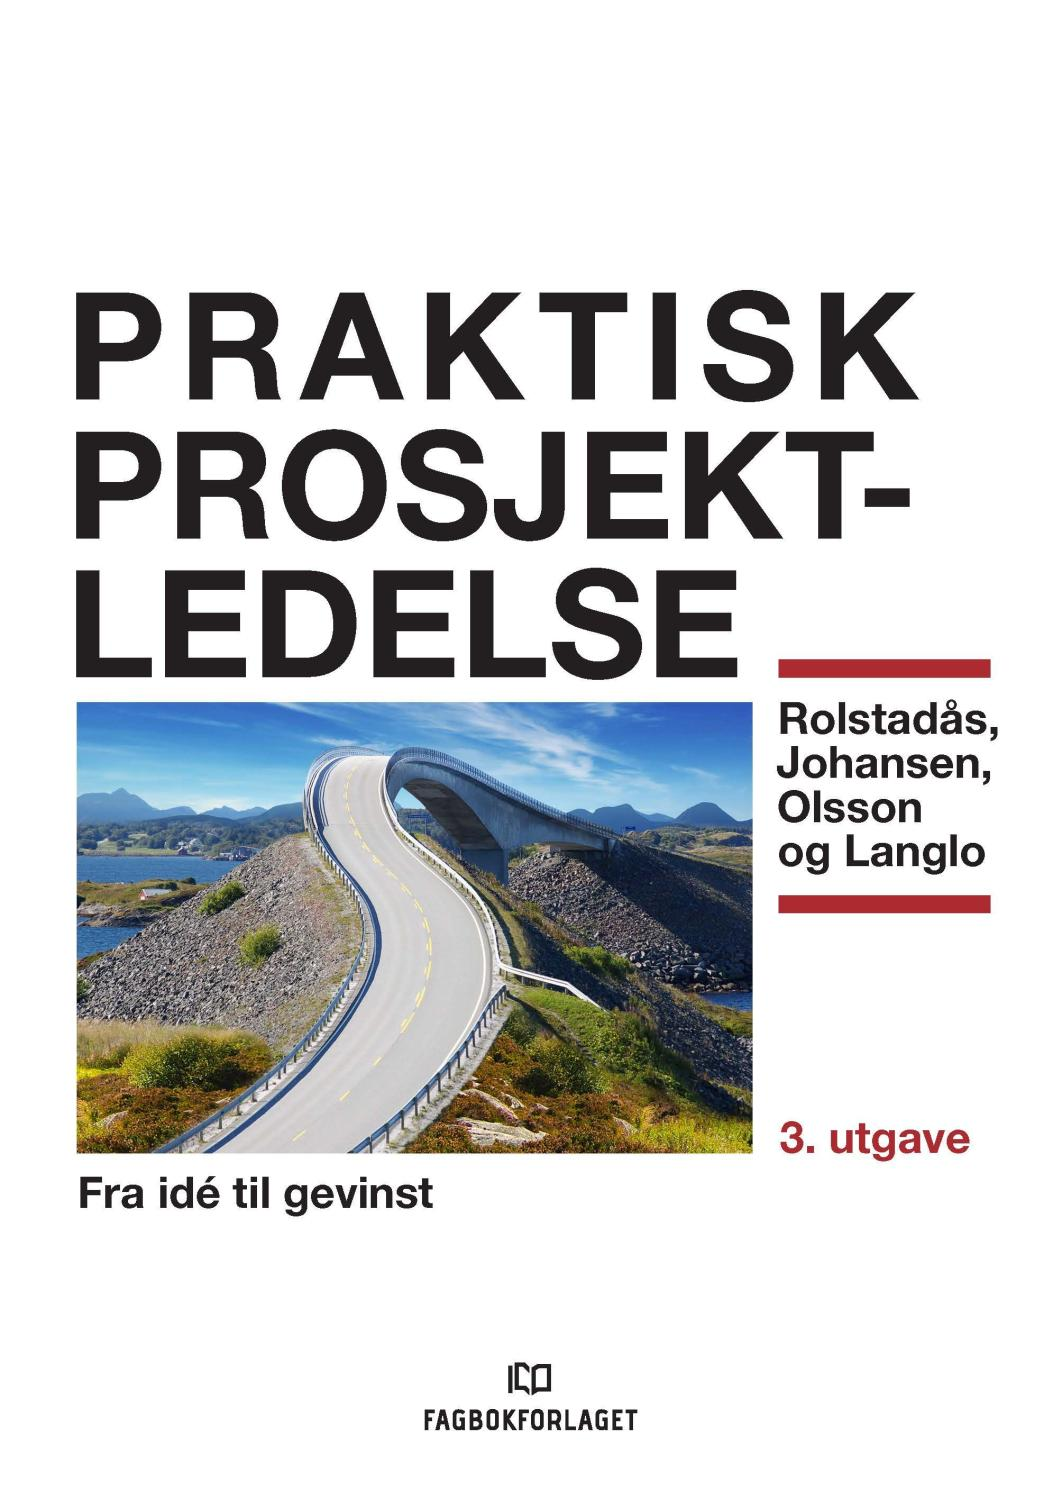 PRAKTISK
PROSJEKT-
LEDELSE
Rolstadås,
Johansen,
Olsson
og Langlo
3. utgave
Fra idé til gevinst
FAGBOKFORLAGET